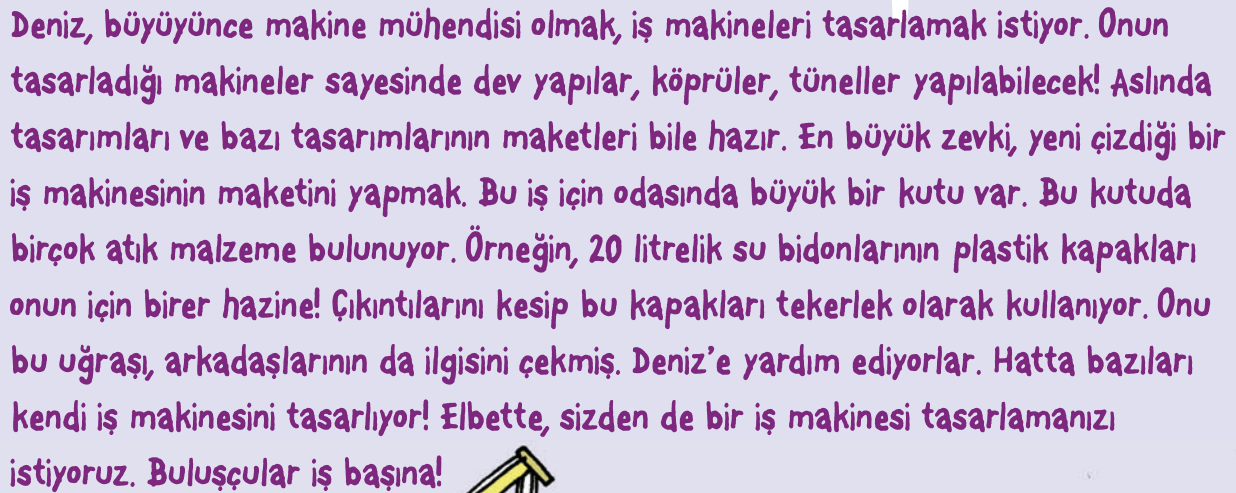 Deniz, büyüyünce makine mühendisi olmak, iş makineleri tasarlamak istiyor. Onun
tasarladığı makineler sayesinde dev yapılar, köprüler, tüneller yapılabilecek! Aslında
tasarımları ve bazı tasarımlarının maketleri bile hazır. En büyük zevki, yeni çizdiği bir
iş makinesinin maketini yapmak. Bu iş için odasında büyük bir kutu var. Bu kutuda
birçok atık malzeme bulunuyor. Örneğin, 20 litrelik su bidonlarının plastik kapakları
onun için birer hazine! Çıkıntılarını kesip bu kapakları tekerlek olarak kullanıyor. Onu
bu uğraşı, arkadaşlarının da ilgisini çekmiş. Deniz'e yardım ediyorlar. Hatta bazıları
kendi iş makinesini tasarlıyor! Elbette, sizden de bir iş makinesi tasarlamanızı
istiyoruz. Buluşçular iş başına!